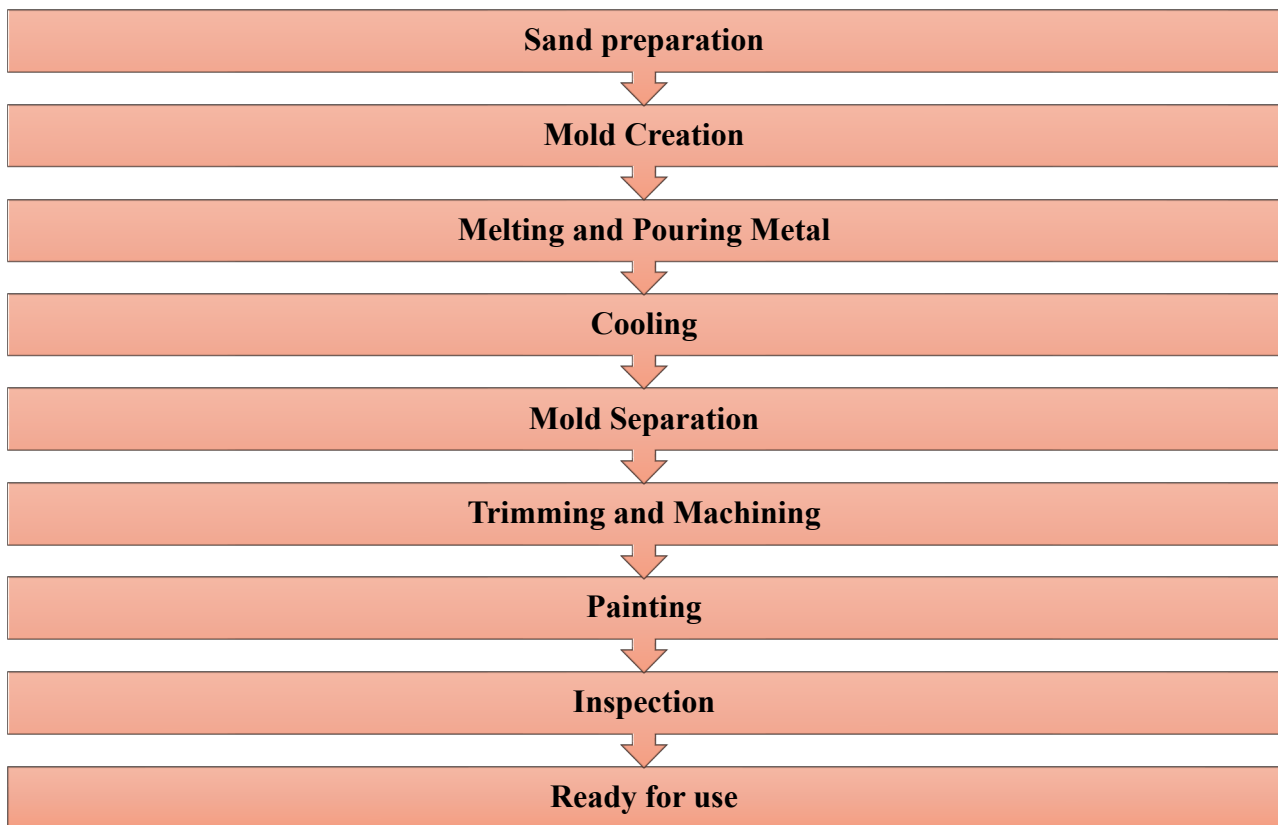 Sand preparation
Mold Creation
Melting and Pouring Metal
Cooling
Mold Separation
Trimming and Machining
Painting
Inspection
Ready for use